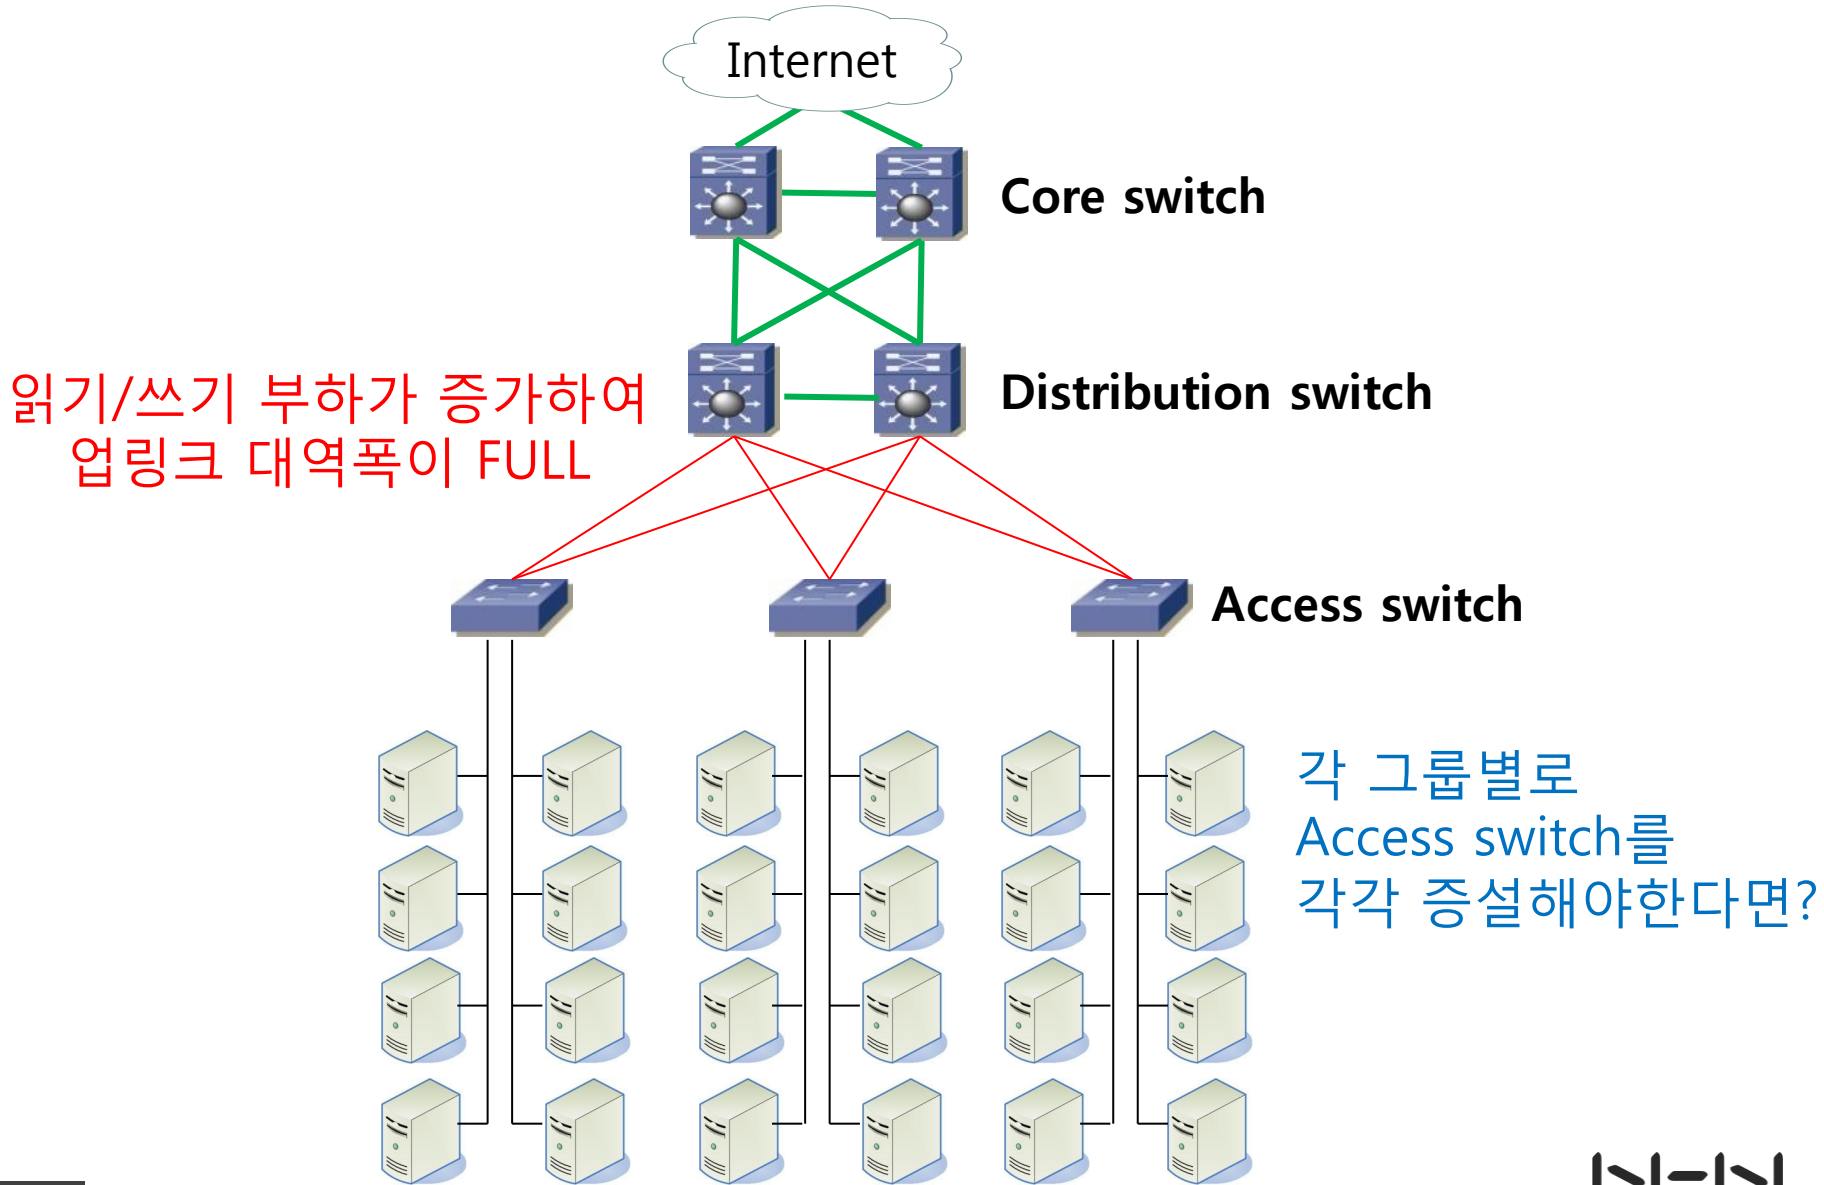 Internet
Core switch
Distribution switch
읽기/쓰기 부하가 증가하여
업링크 대역폭이 FULL
Access switch
각 그룹별로
Access switch를
각각 증설해야한다면?